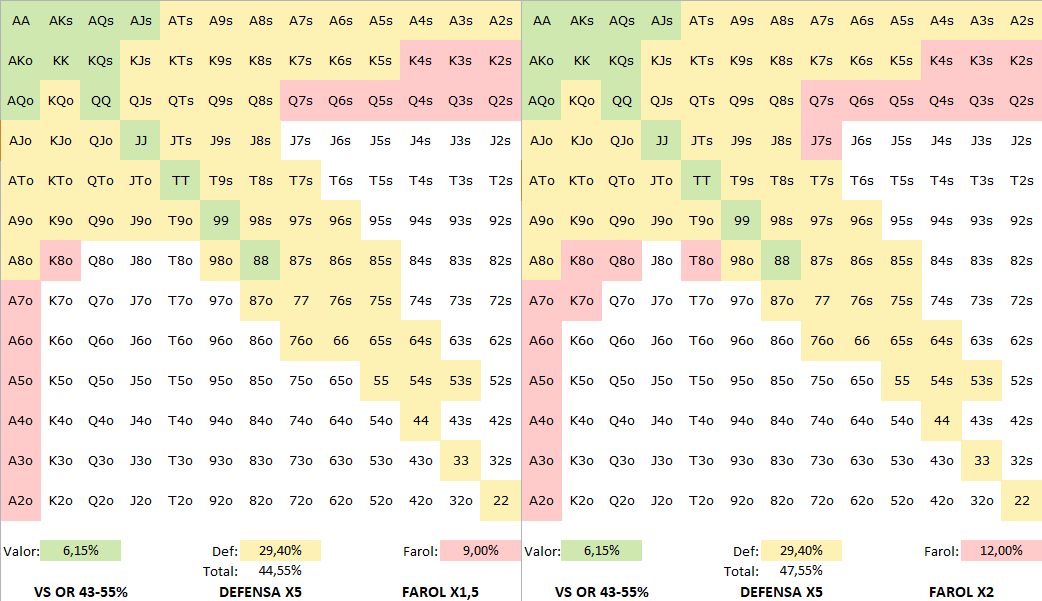 AA AKs AQs AJs ATs A9s A8s A7s A6s A5s A4s A3s A2s
AKo KK KQs KJs KTs K9s K8s K7s K6s K5s K4s K3s K2s
AQo KQo QQ QJs QTs Q9s Q8s Q7s Q6s Q5s Q4s Q3s Q2s
AJo KJo QJo JJ JTs J9s J8s J7s J6s J5s J4s J3s J2s
ATo KTo QTo JTo TT T9s T8s T7s T6s T5s T4s T3s T2s
A9o K9o Q9o J9o T9o 99 98s 97s 96s 95s 94s 93s 92s
A8o K8o Q8o J8o T8o 98o 88 87s 86s 85s 84s 83s 82s
A7o K7o Q7o J7o T7o 97o 87o 77 76s 75s 74s 73s 72s
A6o K6o Q6o J6o T6o 96o 86o 76o 66 65s 64s 63s 62s
A5o K5o Q5o J5o T5o 95o 85o 75o 65o 55 54s 53s 52s
A4o K4o Q4o J4o T4o 94o 84o 74o 64o 54o 44 43s 42s
A3o K3o Q3o J3o T3o 93o 83o 73o 63o 53o 43o 33 32s
A2o K2o Q2o J2o T2o 92o 82o 72o 62o 52o 42o 32o 22
Valor: 6,15% Def: 29,40% Farol: 9,00%
Total: 44,55%
VS OR 43-55% DEFENSA X5 FAROL X1,5
AA AKs AQs AJs ATs A9s A8s A7s A6s A5s A4s A3s A2s
AKo KK KQs KJs KTs K9s K8s K7s K6s K5s K4s K3s K2s
AQo KQo QQ QJs QTs Q9s Q8s Q7s Q6s Q5s Q4s Q3s Q2s
AJo KJo QJo JJ JTs J9s J8s J7s J6s J5s J4s J3s J2s
ATo KTo QTo JTo TT T9s T8s T7s T6s T5s T4s T3s T2s
A9o K9o Q9o J9o T9o 99 98s 97s 96s 95s 94s 93s 92s
A8o K8o Q8o J8o T8o 98o 88 87s 86s 85s 84s 83s 82s
A7o K7o Q7o J7o T7o 97o 87o 77 76s 75s 74s 73s 72s
A6o K6o Q6o J6o T6o 96o 86o 76o 66 65s 64s 63s 62s
A5o K5o Q5o J5o T5o 95o 85o 75o 65o 55 54s 53s 52s
A4o K4o Q4o J4o T4o 94o 84o 74o 64o 54o 44 43s 42s
A3o K3o Q3o J3o T3o 93o 83o 73o 63o 53o 43o 33 32s
A2o K2o Q2o J2o T2o 92o 82o 72o 62o 52o 42o 32o 22
Valor: 6,15% Def: 29,40% Farol: 12,00%
Total: 47,55%
VS OR 43-55% DEFENSA X5 FAROL X2